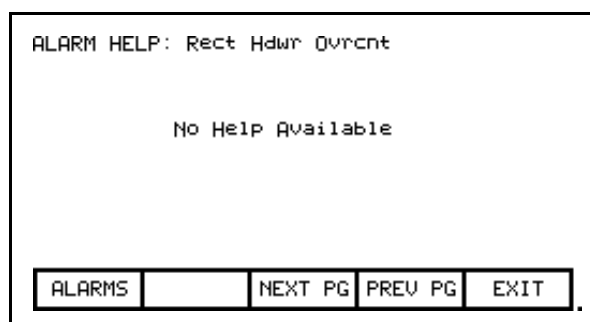 ALARM HELP: Rect Hdwr Ovrcnt
No Help Available
ALARMS NEXT PG PREV PG EXIT